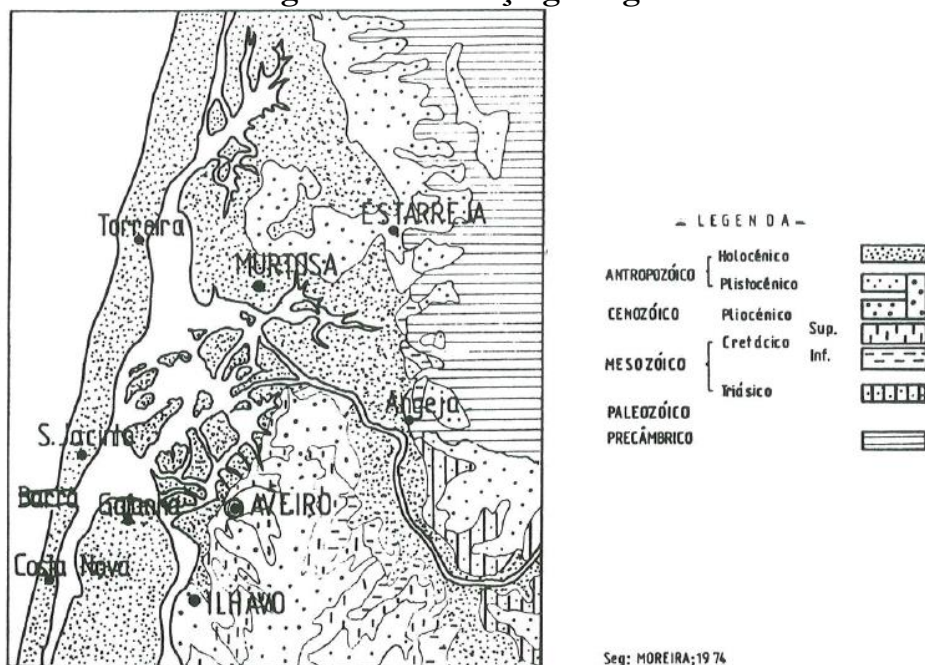 Torreira
ESTARREJA
MURTOSA
Angeja
S. Jacinto
Barra
Gafanha
AVEIRO
Costa Nova
ILHAVO
- LEGENDA -
Holocénico
ANTROPOZÓICO
Plistocénico
CENOZÓICO
Pliocénico
Cretácico
Sup.
Inf.
MESOZÓICO
Triásico
PALEOZÓICO
PRECÂMBRICO
Seg: MOREIRA;1974